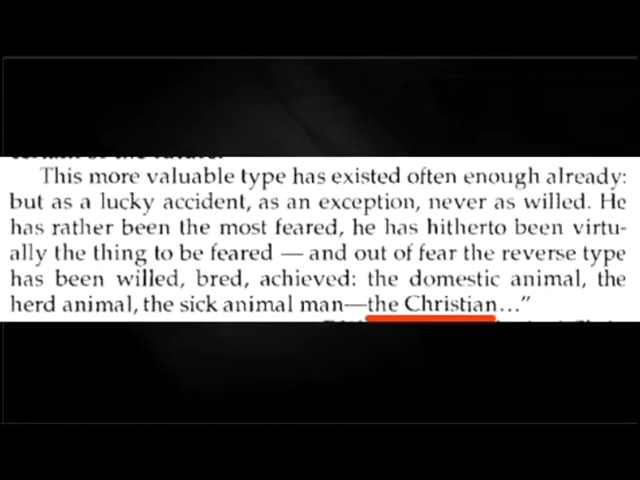 This more valuable type has existed often enough already:
but as a lucky accident, as an exception, never as willed. He
has rather been the most feared, he has hitherto been virtu-
ally the thing to be feared — and out of fear the reverse type
has been willed, bred, achieved: the domestic animal, the
herd animal, the sick animal man—the Christian..."